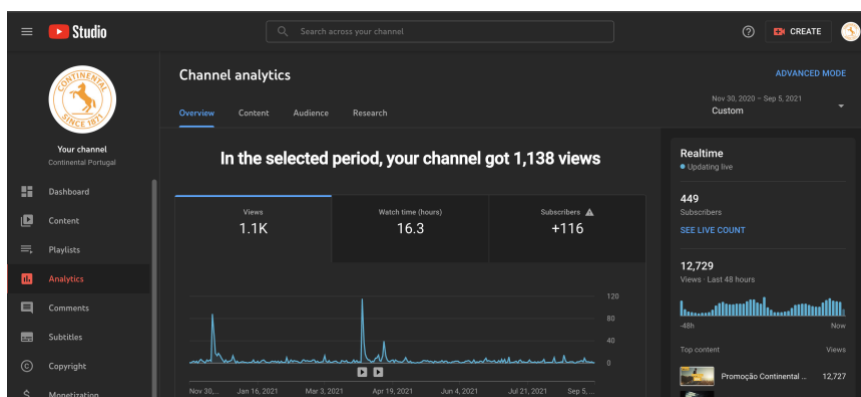 Studio
Search across your channel
CREATE
CONTINENTAL
SINCE 1871
Your channel
Continental Portugal
Dashboard
Content
Playlists
Analytics
Comments
Subtitles
Copyright
Monetization
Channel analytics
ADVANCED MODE
Overview
Content
Audience
Research
Nov 30, 2020 – Sep 5, 2021
Custom
In the selected period, your channel got 1,138 views
Views
1.1K
Watch time (hours)
16.3
Subscribers
+116
120
80
40
0
Nov 30,...
Jan 16, 2021
Mar 3, 2021
Apr 19, 2021
Jun 4, 2021
Jul 21, 2021
Sep 5, ...
Realtime
Updating live
449
Subscribers
SEE LIVE COUNT
12,729
Views · Last 48 hours
-48h
Now
Top content
Views
Promoção Continental ...
12,727